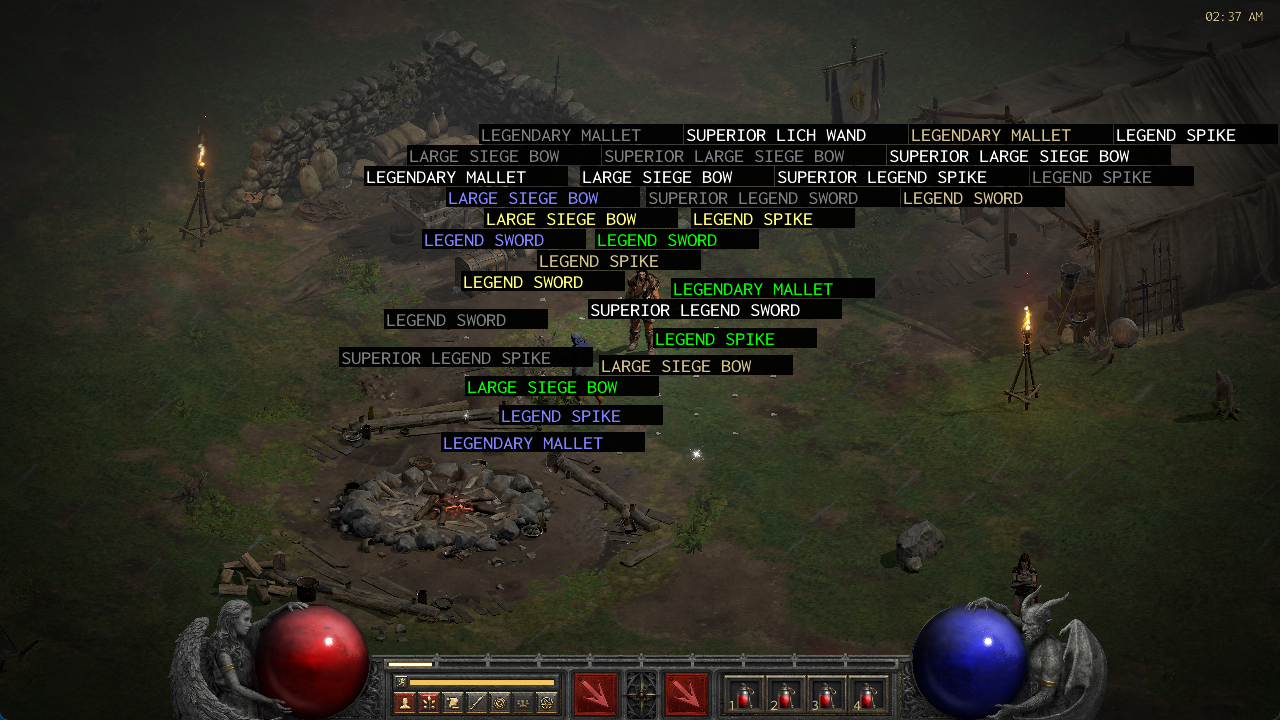 02:37 AM
LEGENDARY MALLET SUPERIOR LICH WAND LEGENDARY MALLET LEGEND SPIKE
LARGE SIEGE BOW SUPERIOR LARGE SIEGE BOW SUPERIOR LARGE SIEGE BOW
LEGENDARY MALLET LARGE SIEGE BOW SUPERIOR LEGEND SPIKE LEGEND SPIKE
LARGE SIEGE BOW SUPERIOR LEGEND SWORD LEGEND SWORD
LARGE SIEGE BOW LEGEND SPIKE
LEGEND SWORD LEGEND SWORD
LEGEND SPIKE
LEGEND SWORD
LEGENDARY MALLET
SUPERIOR LEGEND SWORD
LEGEND SWORD
LEGEND SPIKE
SUPERIOR LEGEND SPIKE
LARGE SIEGE BOW
LARGE SIEGE BOW
LEGEND SPIKE
LEGENDARY MALLET
1 2 3 4